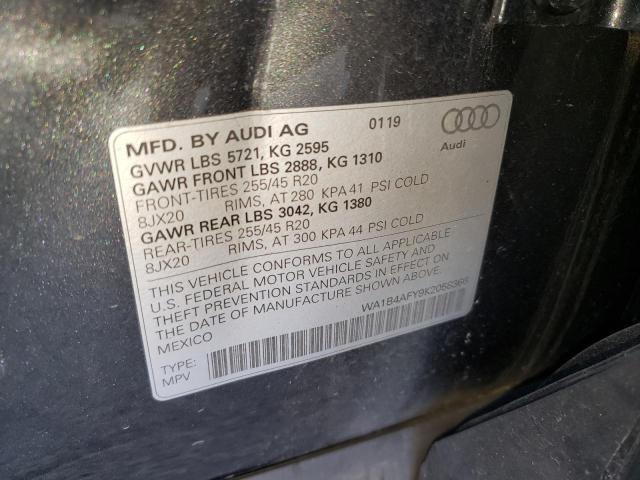 MFD. BY AUDI AG 0119
Audi
GVWR LBS 5721, KG 2595
GAWR FRONT LBS 2888, KG 1310
FRONT-TIRES 255/45 R20
8JX20 RIMS, AT 280 KPA 41 PSI COLD
GAWR REAR LBS 3042, KG 1380
REAR-TIRES 255/45 R20
8JX20 RIMS, AT 300 KPA 44 PSI COLD
THIS VEHICLE CONFORMS TO ALL APPLICABLE
U.S. FEDERAL MOTOR VEHICLE SAFETY AND
THEFT PREVENTION STANDARDS IN EFFECT ON
THE DATE OF MANUFACTURE SHOWN ABOVE.
MEXICO
TYPE:
MPV